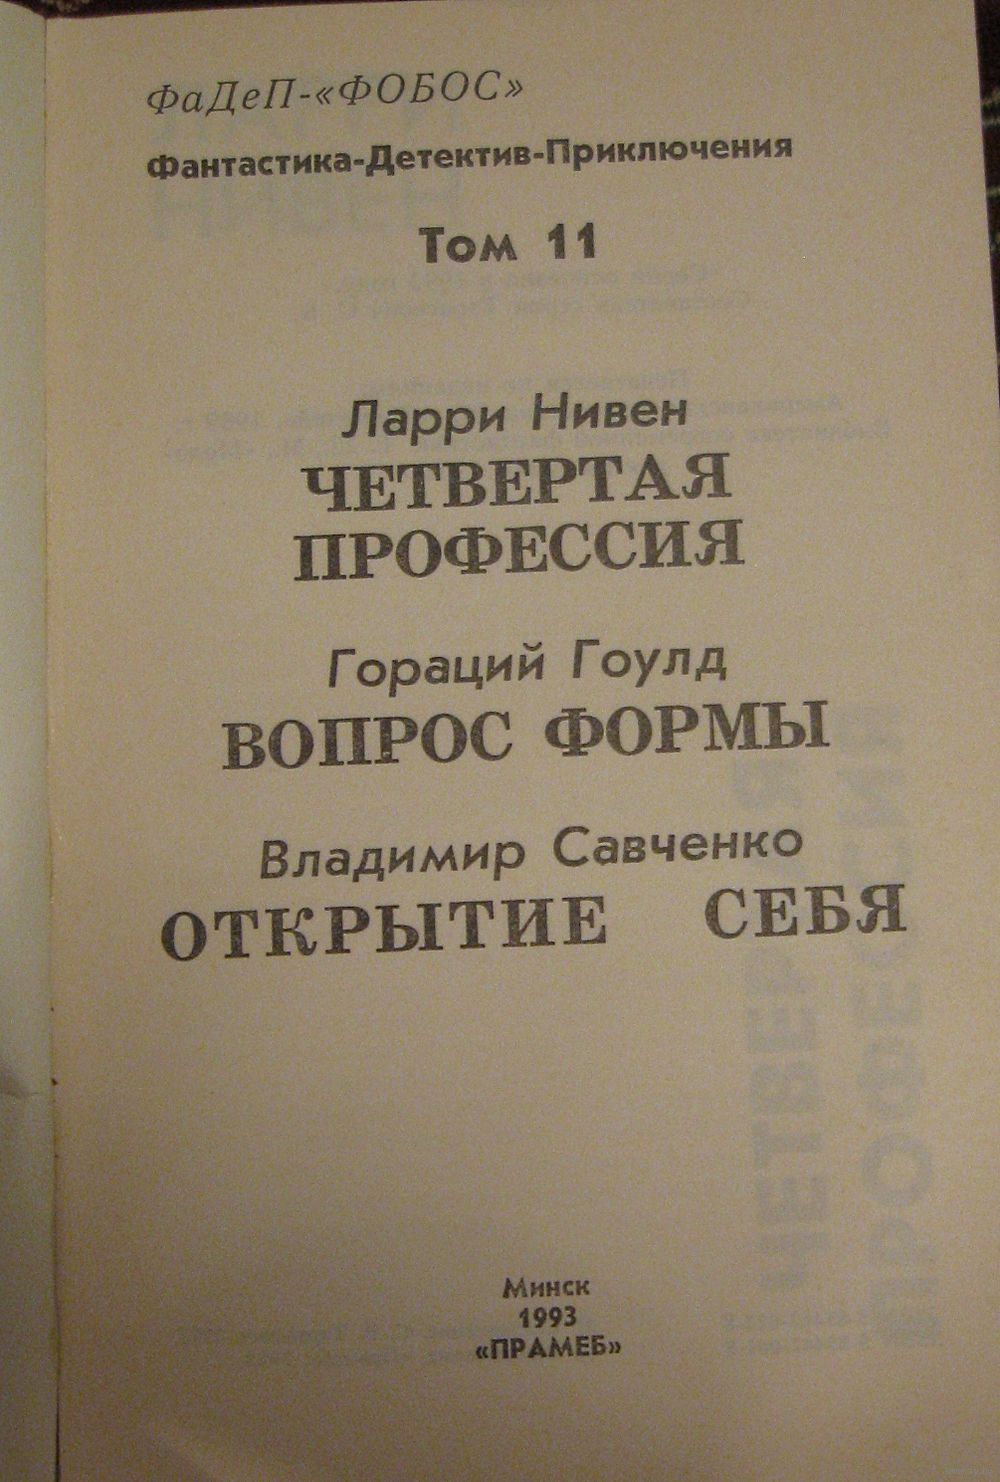 ФаДеП-«ФОБОС»
Фантастика-Детектив-Приключения
Том 11
Ларри Нивен
ЧЕТВЕРТАЯ
ПРОФЕССИЯ
Гораций Гоулд
ВОПРОС ФОРМЫ
Владимир Савченко
ОТКРЫТИЕ СЕБЯ
Минск
1993
«ПРАМЕБ»